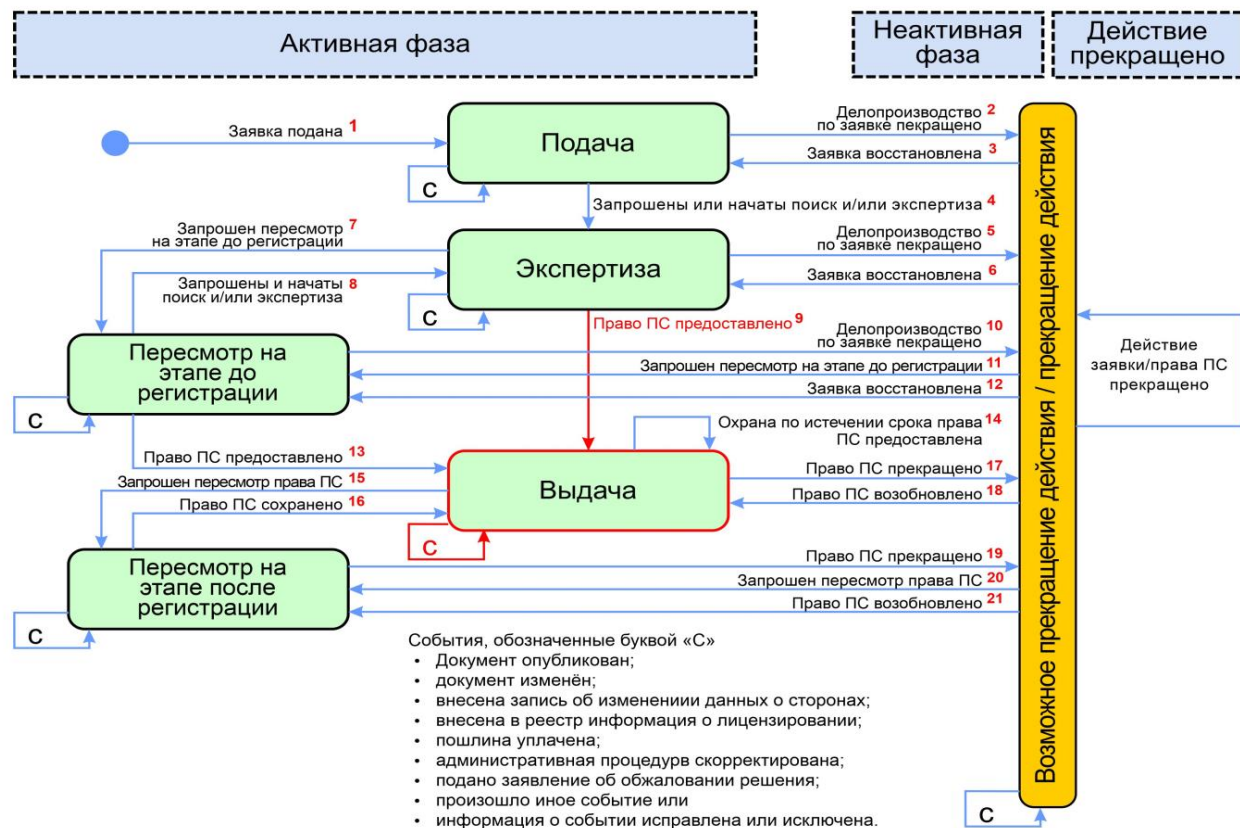 Активная фаза
Неактивная
фаза
Действие
прекращено
Заявка подана 1
Подача
Делопроизводство 2
по заявке пекращено
Заявка восстановлена 3
С
Запрошены или начаты поиск и/или экспертиза 4
Запрошен пересмотр 7
на этапе до регистрации
Экспертиза
Делопроизводство 5
по заявке пекращено
Заявка восстановлена 6
Запрошены и начаты 8
поиск и/или экспертиза
С
Право ПС предоставлено 9
Пересмотр на
этапе до
регистрации
Делопроизводство 10
по заявке пекращено
Запрошен пересмотр на этапе до регистрации 11
Заявка восстановлена 12
С
Действие
заявки/права ПС
прекращено
Охрана по истечении срока права 14
ПС предоставлена
Право ПС предоставлено 13
Запрошен пересмотр права ПС 15
Право ПС сохранено 16
Выдача
Право ПС прекращено 17
Право ПС возобновлено 18
С
Пересмотр на
этапе после
регистрации
Право ПС прекращено 19
Запрошен пересмотр права ПС 20
Право ПС возобновлено 21
С
Возможное прекращение действия / прекращение действия
С
События, обозначенные буквой «С»
• Документ опубликован;
• документ изменён;
• внесена запись об изменениии данных о сторонах;
• внесена в реестр информация о лицензировании;
• пошлина уплачена;
• административная процедурв скорректирована;
• подано заявление об обжаловании решения;
• произошло иное событие или
• информация о событии исправлена или исключена.